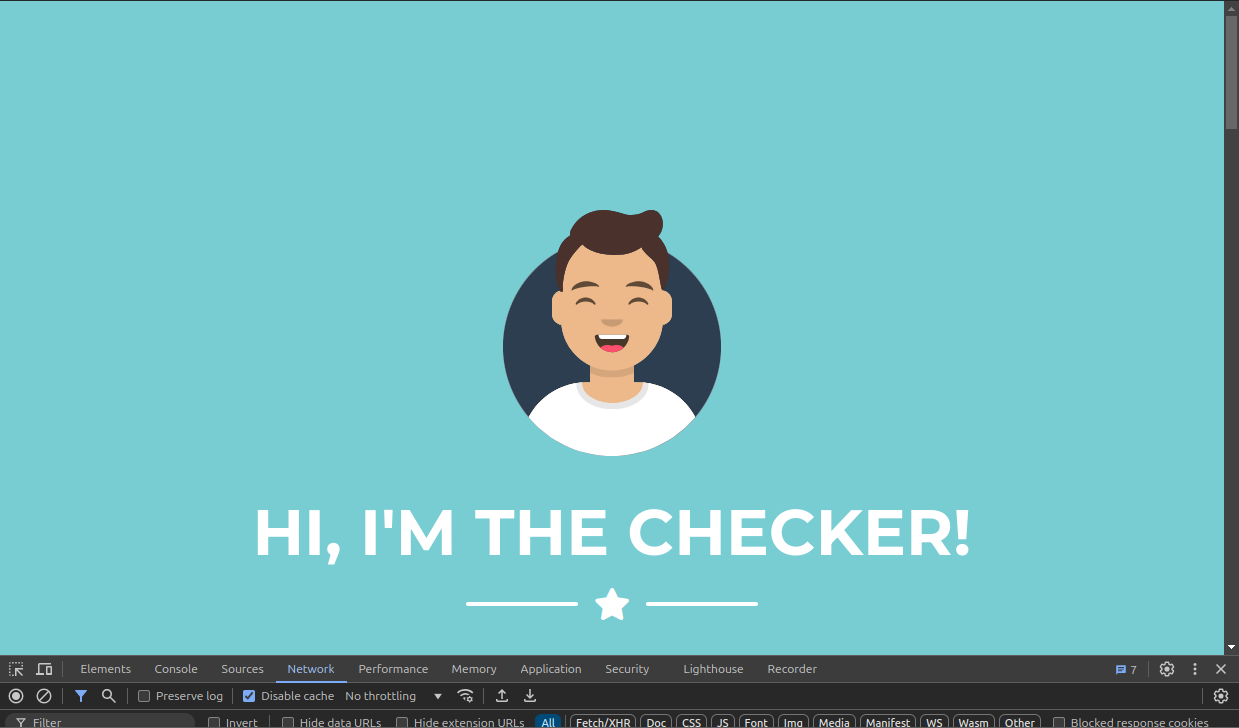 HI, I'M THE CHECKER!
Elements Console Sources Network Performance Memory Application Security Lighthouse Recorder 7
Preserve log Disable cache No throttling
Filter Invert Hide data URLs Hide extension URLs All Fetch/XHR Doc CSS JS Font Img Media Manifest WS Wasm Other Blocked response cookies